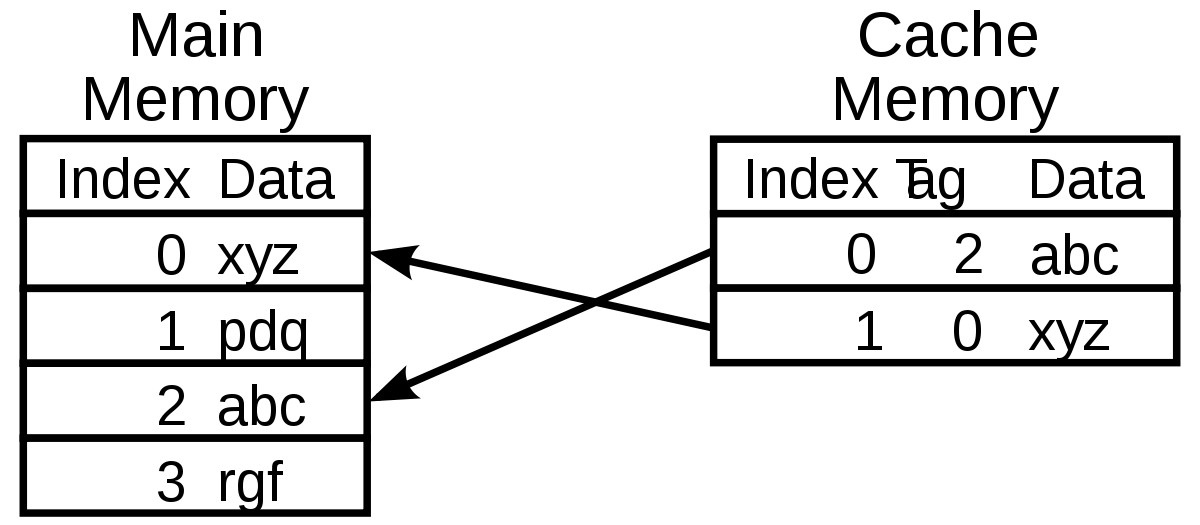 Main
Memory
Index Data
0 xyz
1 pdq
2 abc
3 rgf
Cache
Memory
Index Tag Data
0 2 abc
1 0 xyz